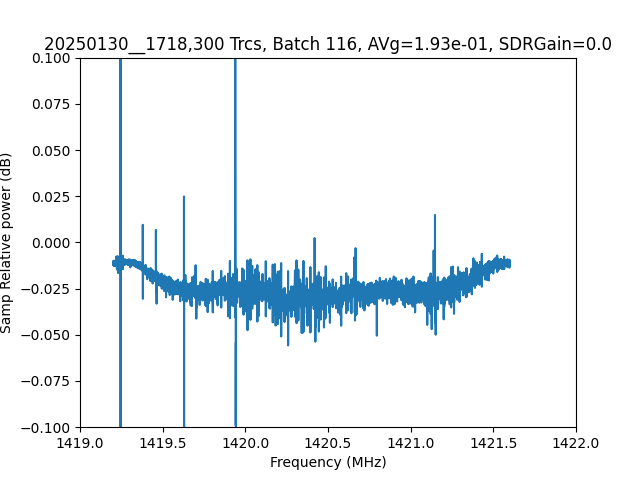 20250130__1718,300 Trcs, Batch 116, AVg=1.93e-01, SDRGain=0.0
0.100
0.075
0.050
0.025
0.000
−0.025
−0.050
−0.075
−0.100
Samp Relative power (dB)
1419.0 1419.5 1420.0 1420.5 1421.0 1421.5 1422.0
Frequency (MHz)